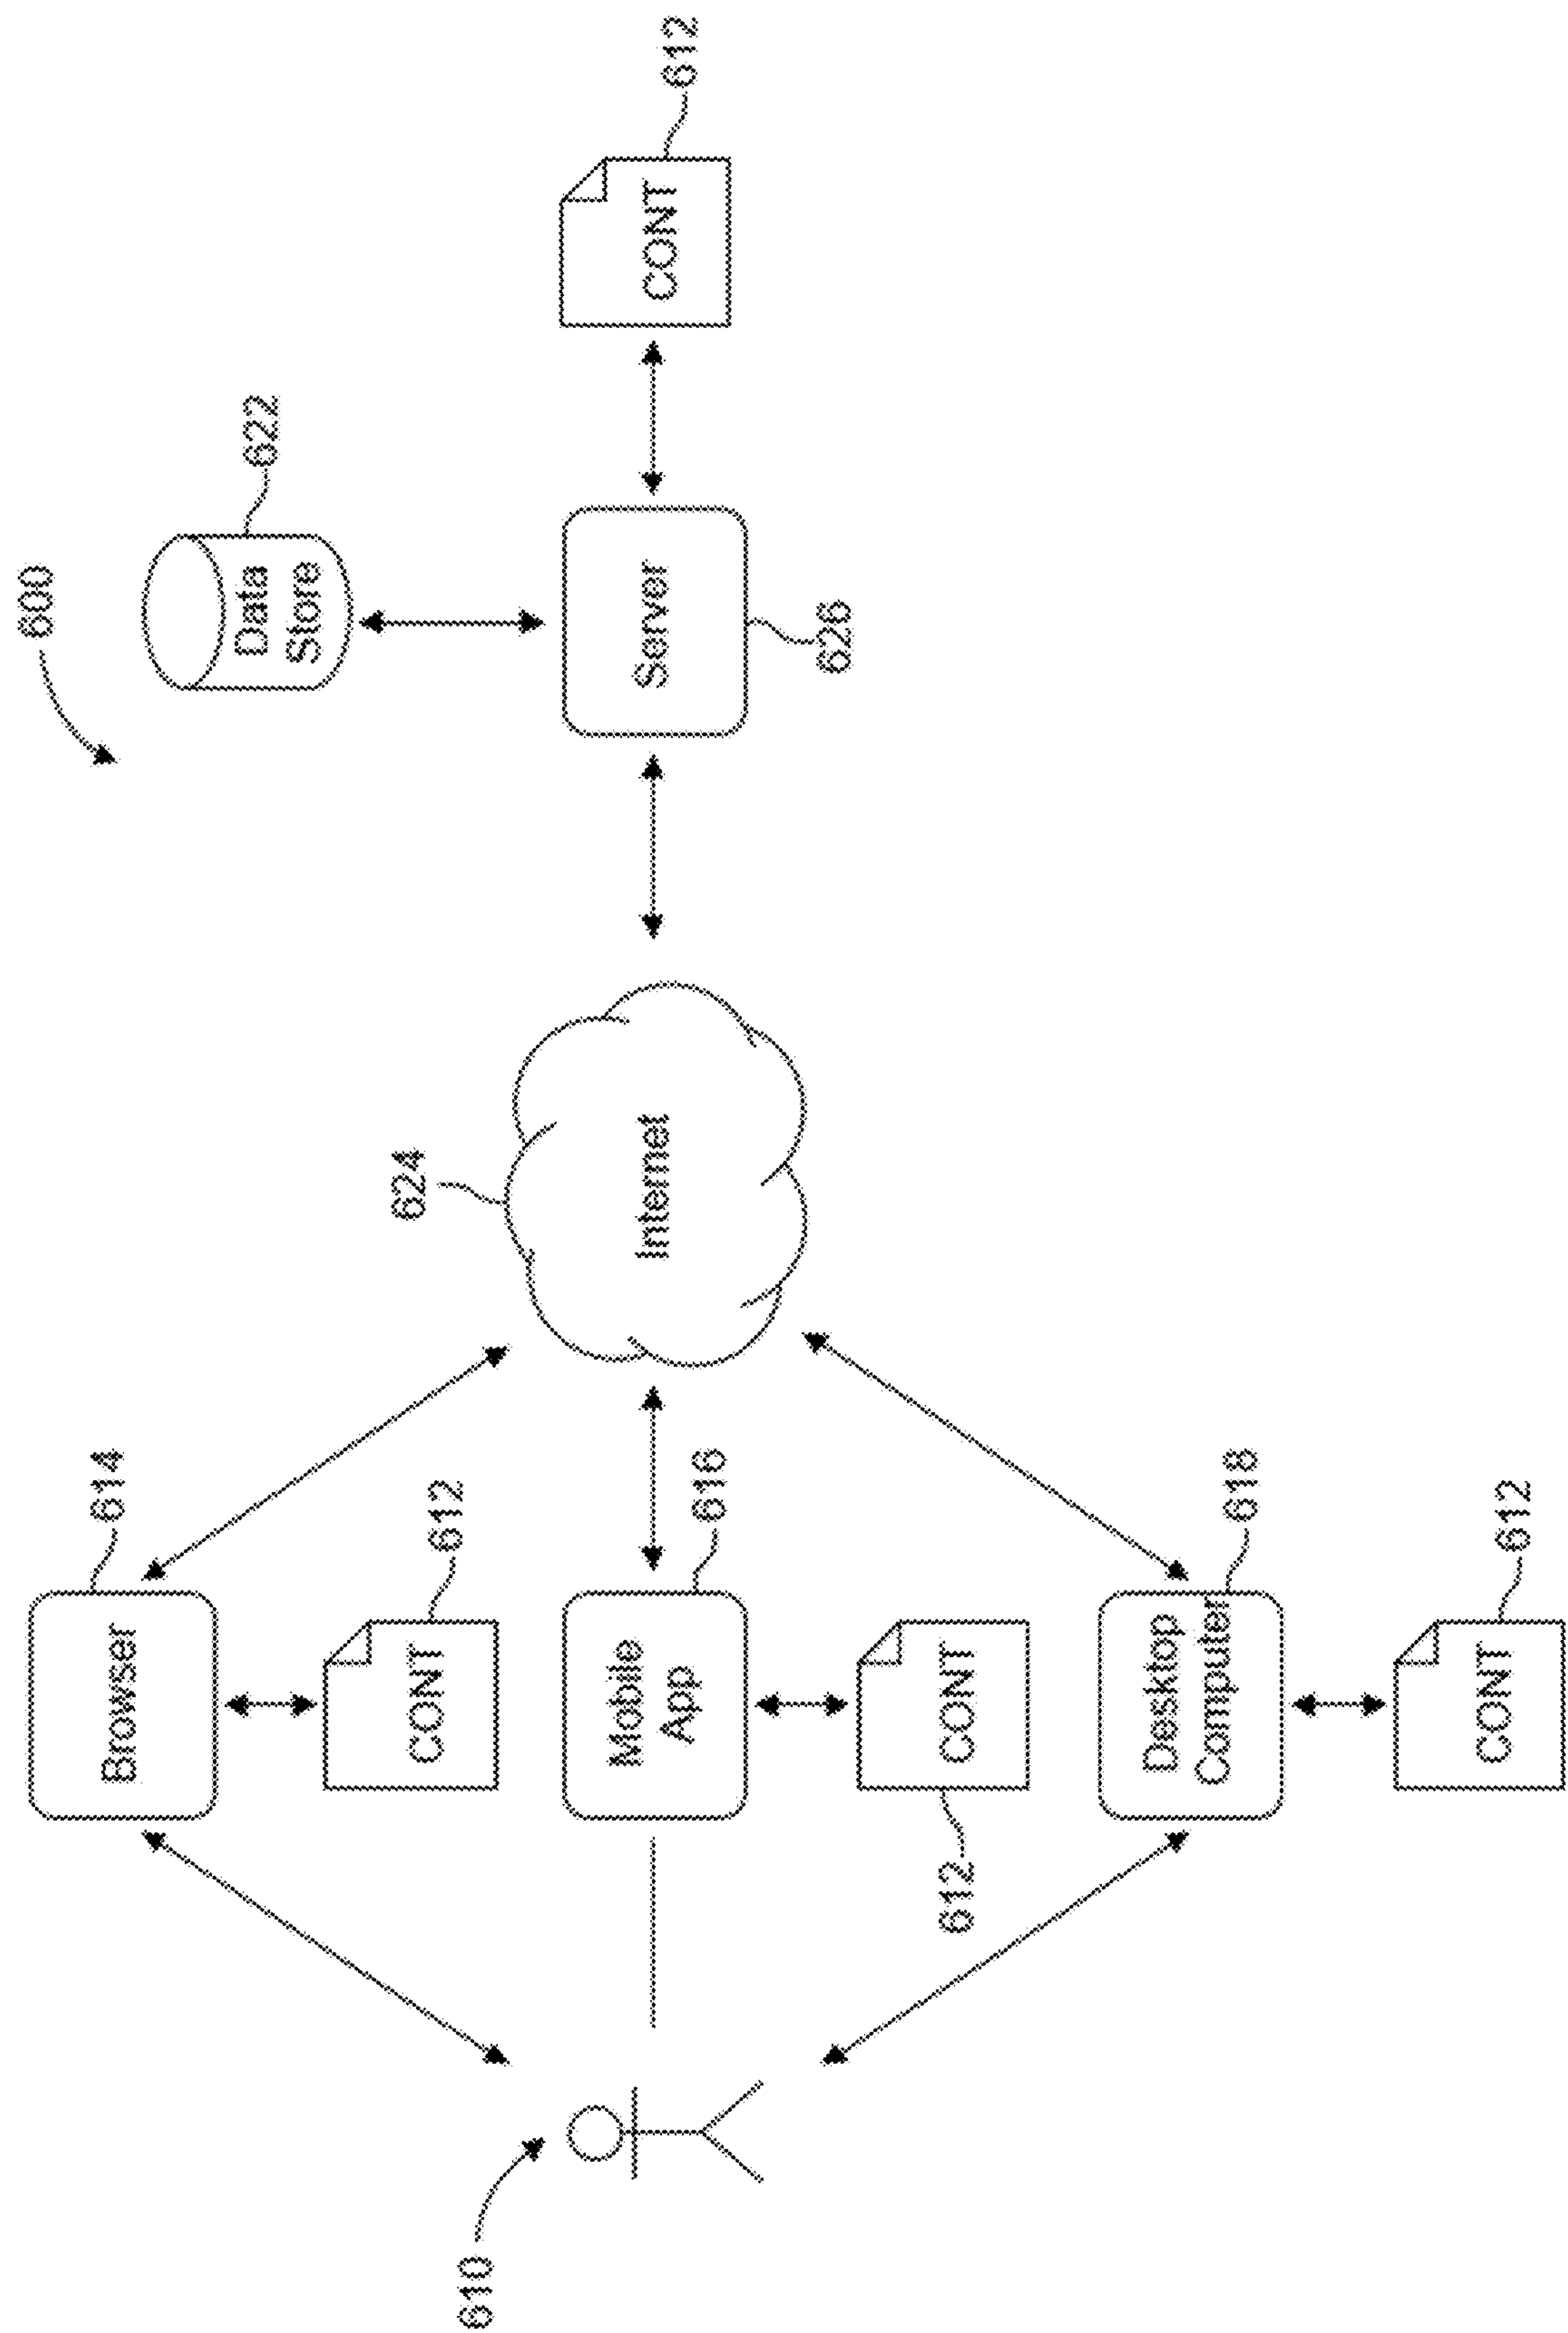 600
614
Browser
612
CONT
622
Data
Store
624
Internet
610
Mobile
App
616
Server
626
CONT
612
CONT
612
Desktop
Computer
618
CONT
612